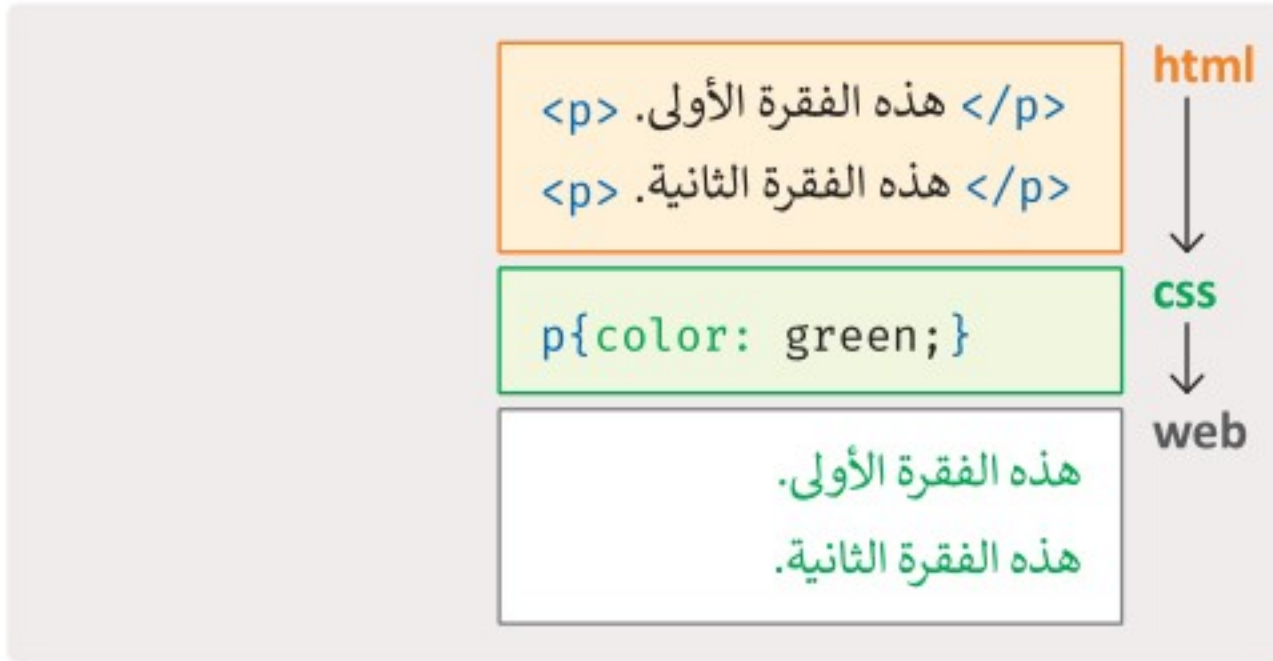 html
<p> هذه الفقرة الأولى. </p>
<p> هذه الفقرة الثانية. </p>
css
p{color: green;}
web
هذه الفقرة الأولى.
هذه الفقرة الثانية.